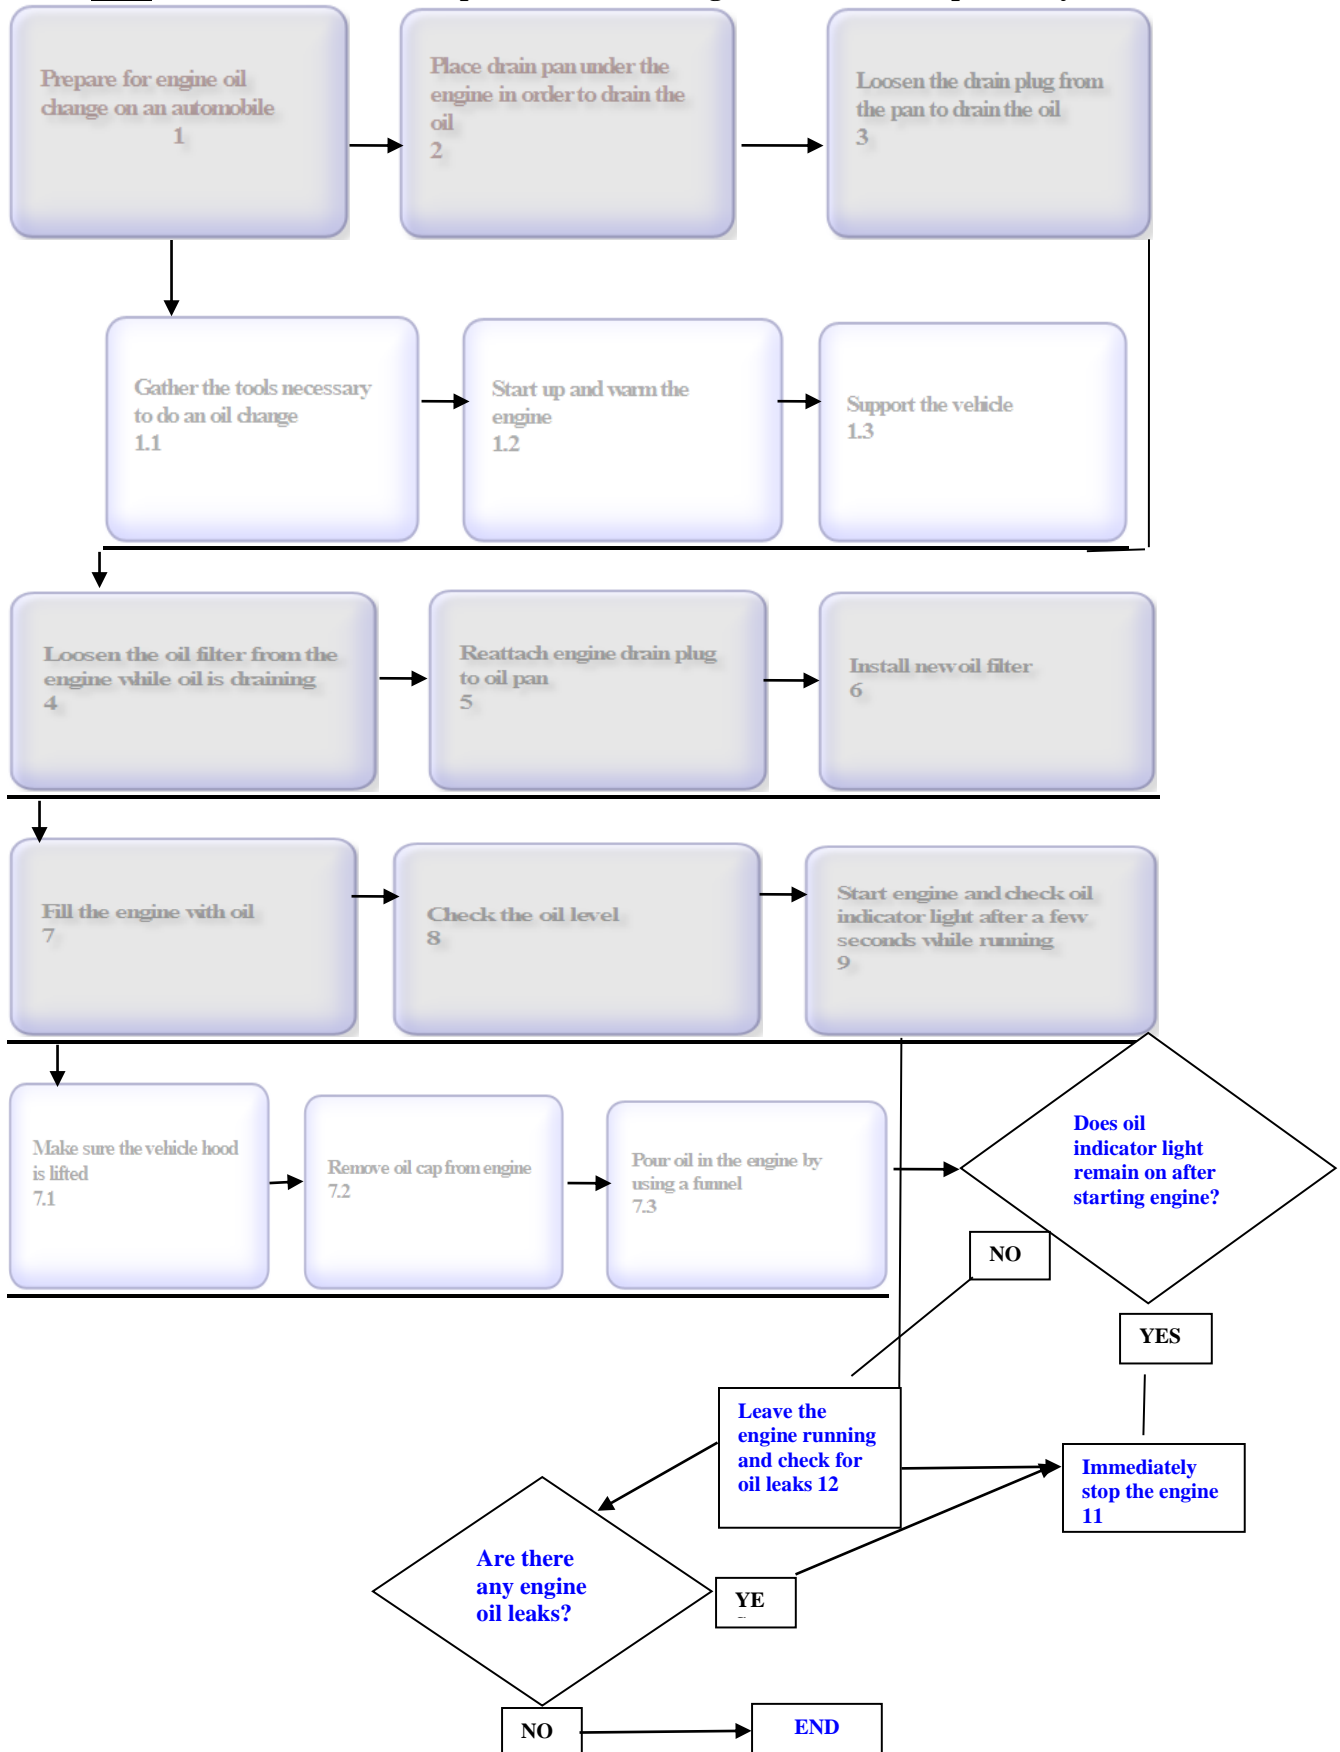 Prepare for engine oil
change on an automobile
1
Place drain pan under the
engine in order to drain the
oil
2
Loosen the drain plug from
the pan to drain the oil
3
Gather the tools necessary
to do an oil change
1.1
Start up and warm the
engine
1.2
Support the vehicle
1.3
Loosen the oil filter from the
engine while oil is draining
4
Reattach engine drain plug
to oil pan
5
Install new oil filter
6
Fill the engine with oil
7
Check the oil level
8
Start engine and check oil
indicator light after a few
seconds while running
9
Make sure the vehicle hood
is lifted
7.1
Remove oil cap from engine
7.2
Pour oil in the engine by
using a funnel
7.3
Does oil
indicator light
remain on after
starting engine?
NO
YES
Leave the
engine running
and check for
oil leaks 12
Immediately
stop the engine
11
Are there
any engine
oil leaks?
YE
NO
END